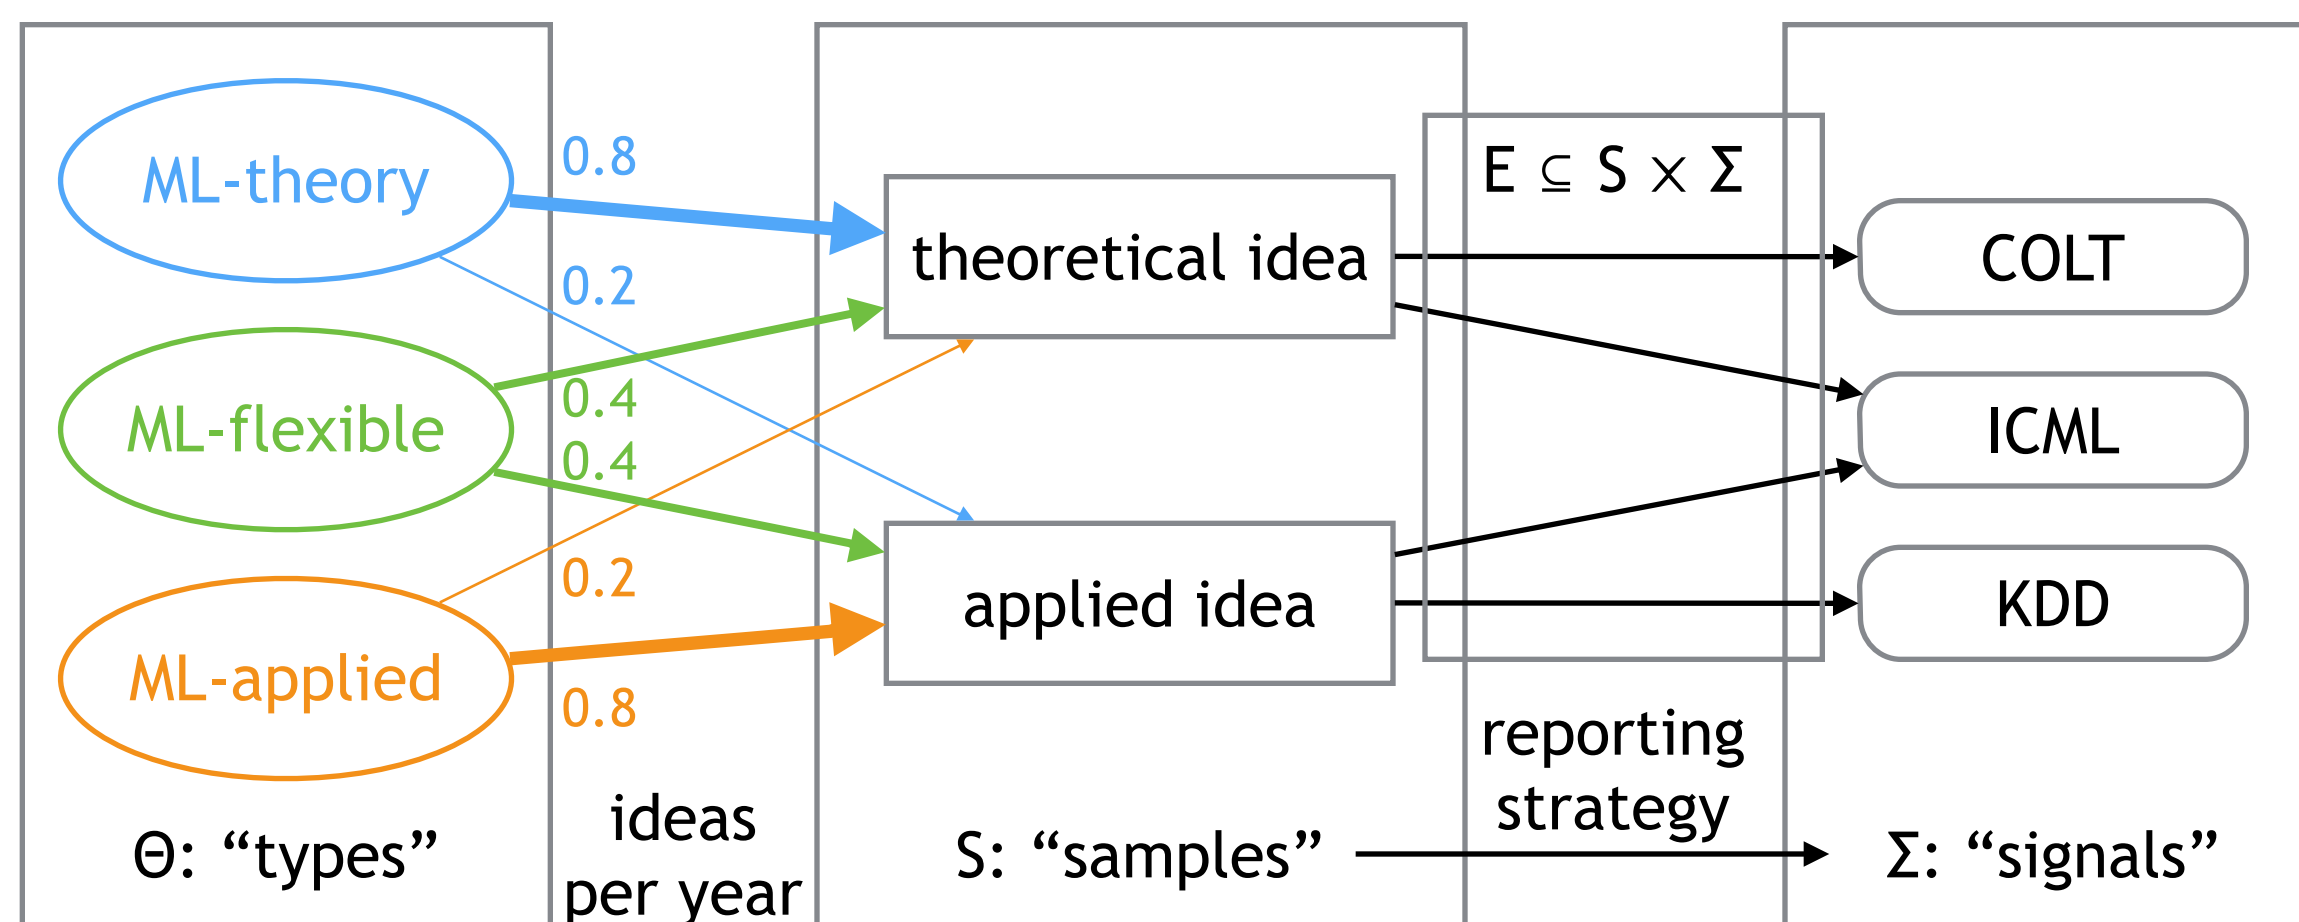 ML-theory
ML-flexible
ML-applied
Θ: “types”
0.8
0.2
0.4
0.4
0.2
0.8
ideas
per year
theoretical idea
applied idea
S: “samples”
E ⊆ S × Σ
reporting
strategy
COLT
ICML
KDD
Σ: “signals”